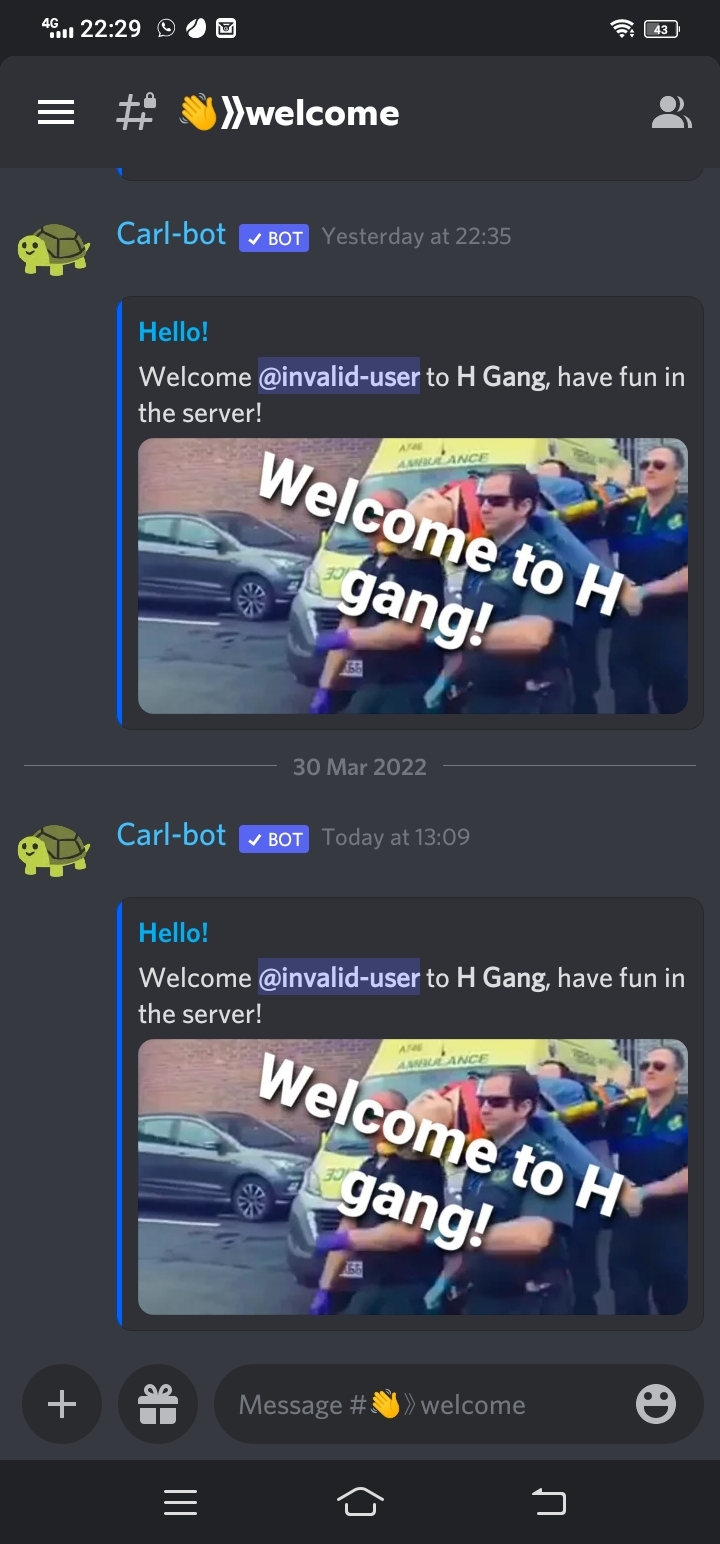 4G 22:29 43
# 👋》welcome
Carl-bot ✓ BOT Yesterday at 22:35
Hello!
Welcome @invalid-user to H Gang, have fun in
the server!
AMBULANCE
Welcome to H
gang!
30 Mar 2022
Carl-bot ✓ BOT Today at 13:09
Hello!
Welcome @invalid-user to H Gang, have fun in
the server!
AMBULANCE
Welcome to H
gang!
Message #👋》welcome